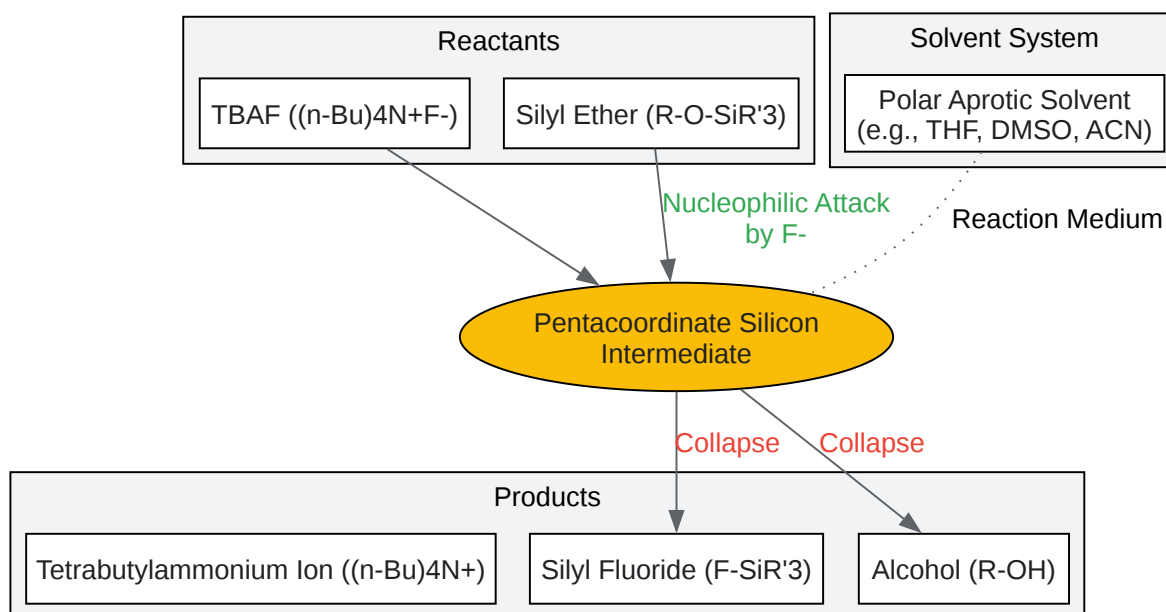 Reactants
Solvent System
TBAF ((n-Bu)4N+F-)
Silyl Ether (R-O-SiR'3)
Polar Aprotic Solvent
(e.g., THF, DMSO, ACN)
Nucleophilic Attack
by F-
Reaction Medium
Pentacoordinate Silicon
Intermediate
Collapse
Collapse
Products
Tetrabutylammonium Ion ((n-Bu)4N+)
Silyl Fluoride (F-SiR'3)
Alcohol (R-OH)